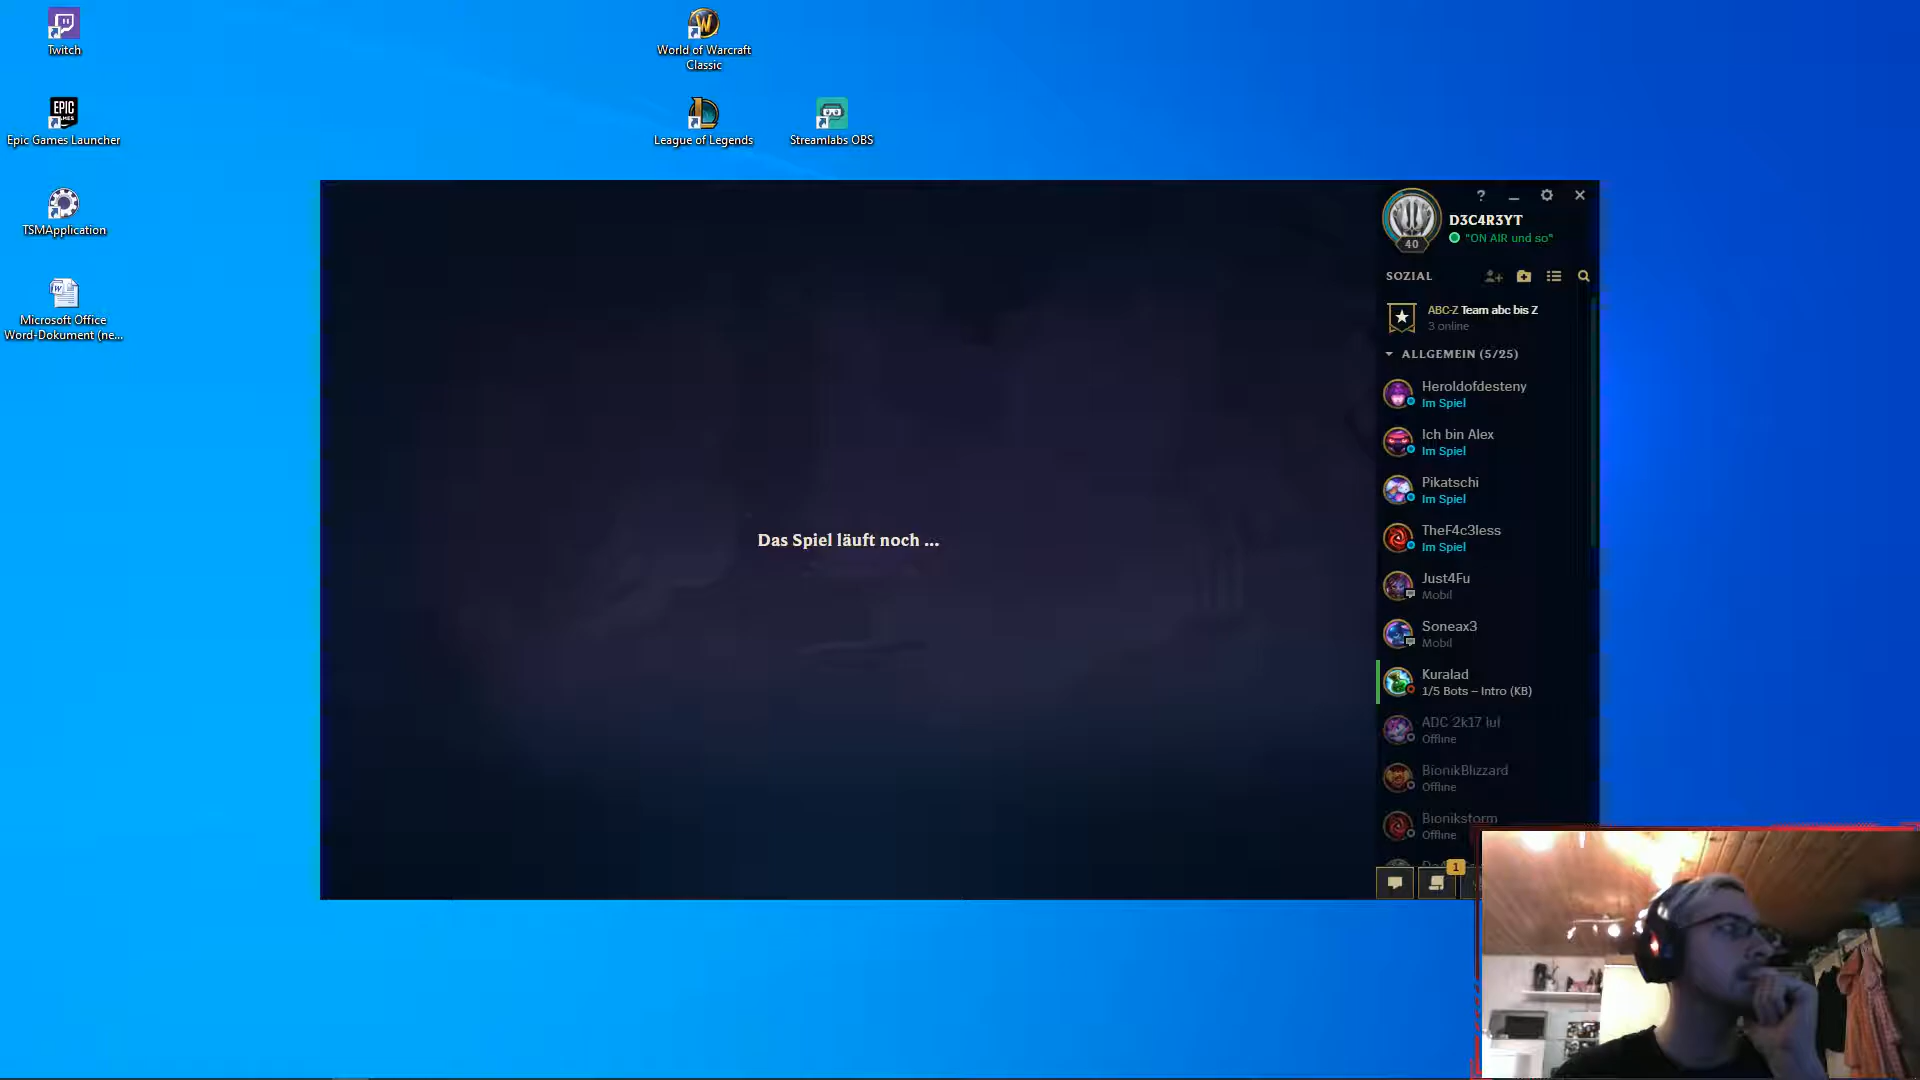 Twitch
World of Warcraft
Classic
Epic Games Launcher
League of Legends
Streamlabs OBS
TSMApplication
Microsoft Office
Word-Dokument (ne...
Das Spiel läuft noch ...
?
40
D3C4R3YT
"ON AIR und so"
SOZIAL
ABC-Z Team abc bis Z
3 online
ALLGEMEIN (5/25)
Heroldofdesteny
Im Spiel
Ich bin Alex
Im Spiel
Pikatschi
Im Spiel
TheF4c3less
Im Spiel
Just4Fu
Mobil
Soneax3
Mobil
Kuralad
1/5 Bots – Intro (KB)
ADC 2k17 lul
Offline
BionikBlizzard
Offline
Bionikstorm
Offline
1